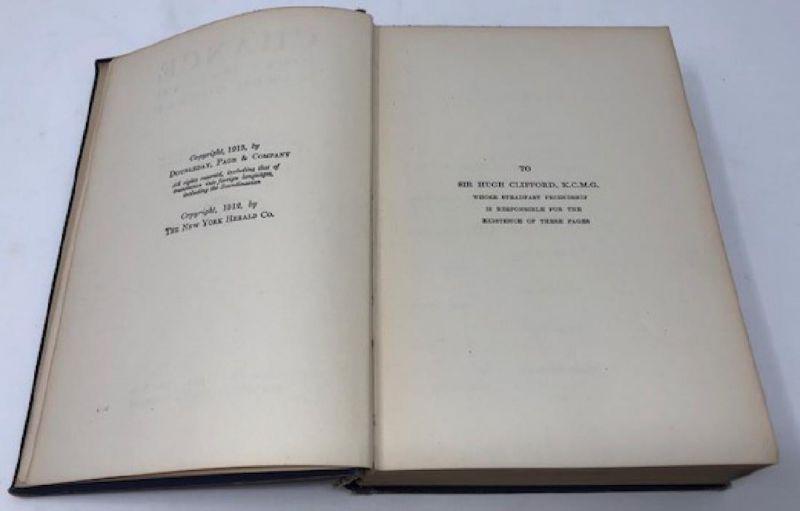 Copyright, 1913, by
DOUBLEDAY, PAGE & COMPANY
All rights reserved, including that of
translation into foreign languages,
including the Scandinavian
Copyright, 1912, by
THE NEW YORK HERALD CO.
TO
SIR HUGH CLIFFORD, K.C.M.G.
WHOSE STEADFAST FRIENDSHIP
IS RESPONSIBLE FOR THE
EXISTENCE OF THESE PAGES